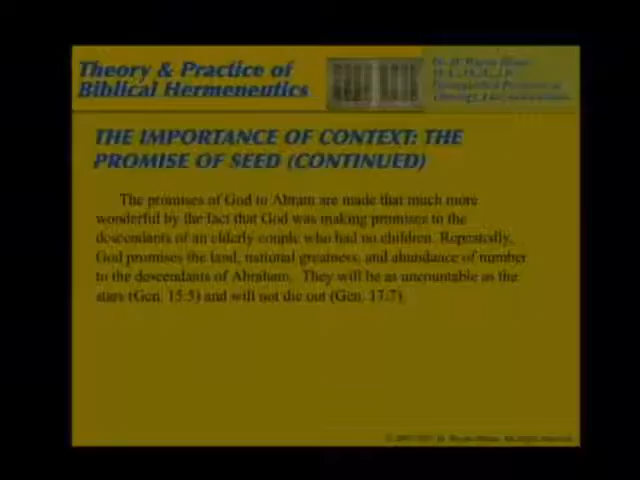 Theory & Practice of
Biblical Hermeneutics
Dr. H. Wayne House
THE IMPORTANCE OF CONTEXT: THE
PROMISE OF SEED (CONTINUED)
The promises of God to Abram are made that much more
wonderful by the fact that God was making promises to the
descendants of an elderly couple who had no children. Repeatedly,
God promises the land, national greatness, and abundance of number
to the descendants of Abraham. They will be as uncountable as the
stars (Gen. 15:5) and will not die out (Gen. 17:7).